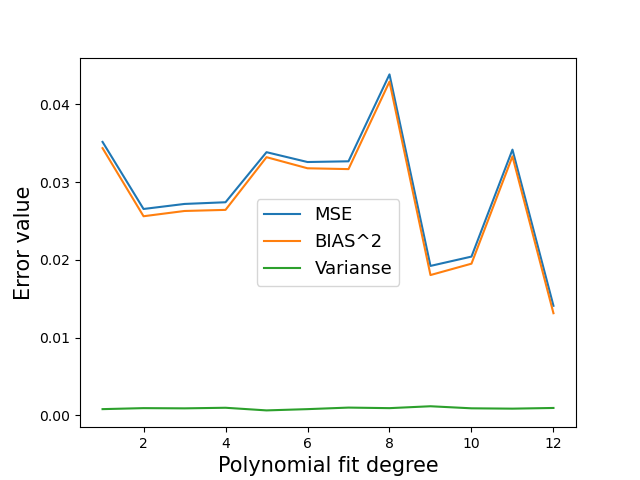 0.04
0.03
0.02
0.01
0.00
Error value
MSE
BIAS^2
Varianse
2 4 6 8 10 12
Polynomial fit degree